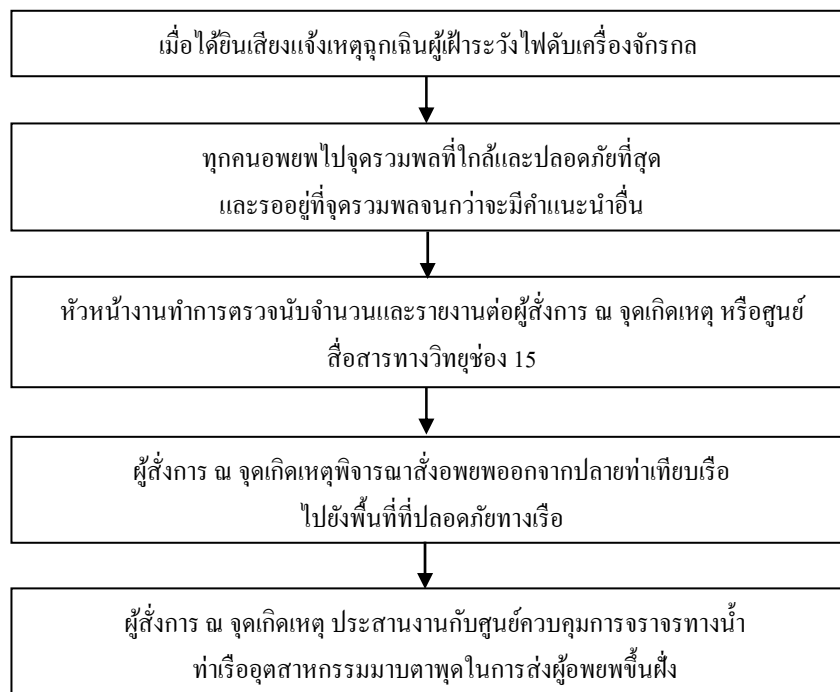 เมื่อได้ยินเสียงแจ้งเหตุฉุกเฉินผู้เฝ้าระวังไฟดับเครื่องจักรกล
ทุกคนอพยพไปจุดรวมพลที่ใกล้และปลอดภัยที่สุด
และรออยู่ที่จุดรวมพลจนกว่าจะมีคำแนะนำอื่น
หัวหน้างานทำการตรวจนับจำนวนและรายงานต่อผู้สั่งการ ณ จุดเกิดเหตุ หรือศูนย์
สื่อสารทางวิทยุช่อง 15
ผู้สั่งการ ณ จุดเกิดเหตุพิจารณาสั่งอพยพออกจากปลายท่าเทียบเรือ
ไปยังพื้นที่ที่ปลอดภัยทางเรือ
ผู้สั่งการ ณ จุดเกิดเหตุ ประสานงานกับศูนย์ควบคุมการจราจรทางน้ำ
ท่าเรืออุตสาหกรรมมาบตาพุดในการส่งผู้อพยพขึ้นฝั่ง